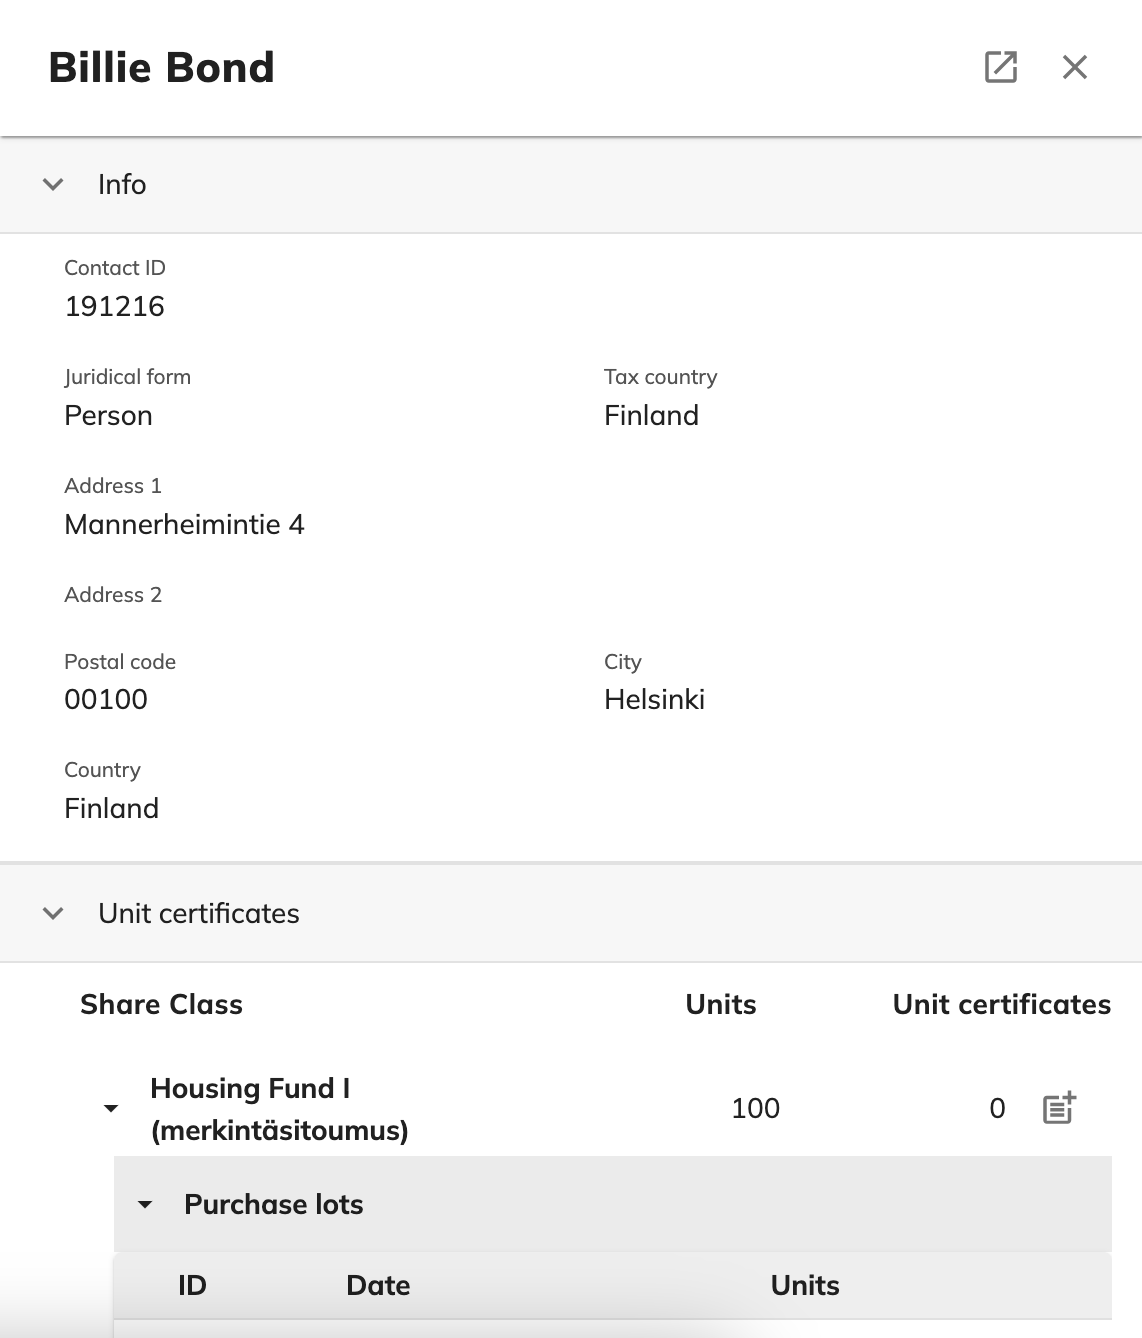 Billie Bond
Info
Contact ID
191216
Juridical form
Tax country
Person
Finland
Address 1
Mannerheimintie 4
Address 2
Postal code
City
00100
Helsinki
Country
Finland
Unit certificates
Share Class Units Unit certificates
Housing Fund I
(merkintäsitoumus)
100
0
Purchase lots
ID Date Units